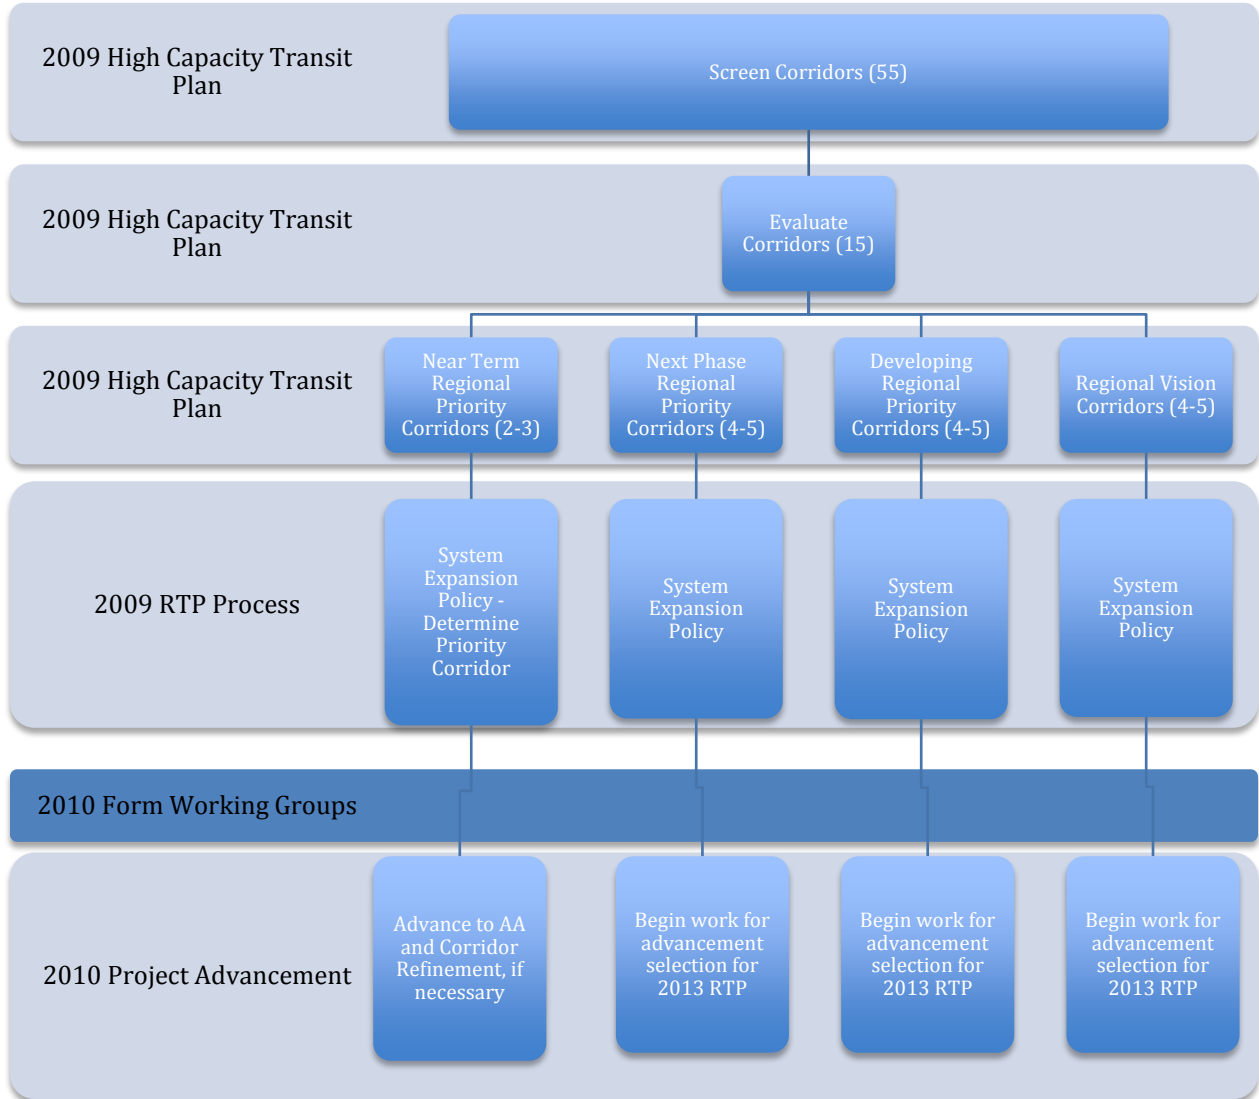 2009 High Capacity Transit
Plan
Screen Corridors (55)
2009 High Capacity Transit
Plan
Evaluate
Corridors (15)
2009 High Capacity Transit
Plan
Near Term
Regional
Priority
Corridors (2-3)
Next Phase
Regional
Priority
Corridors (4-5)
Developing
Regional
Priority
Corridors (4-5)
Regional Vision
Corridors (4-5)
2009 RTP Process
System
Expansion
Policy -
Determine
Priority
Corridor
System
Expansion
Policy
System
Expansion
Policy
System
Expansion
Policy
2010 Form Working Groups
2010 Project Advancement
Advance to AA
and Corridor
Refinement, if
necessary
Begin work for
advancement
selection for
2013 RTP
Begin work for
advancement
selection for
2013 RTP
Begin work for
advancement
selection for
2013 RTP